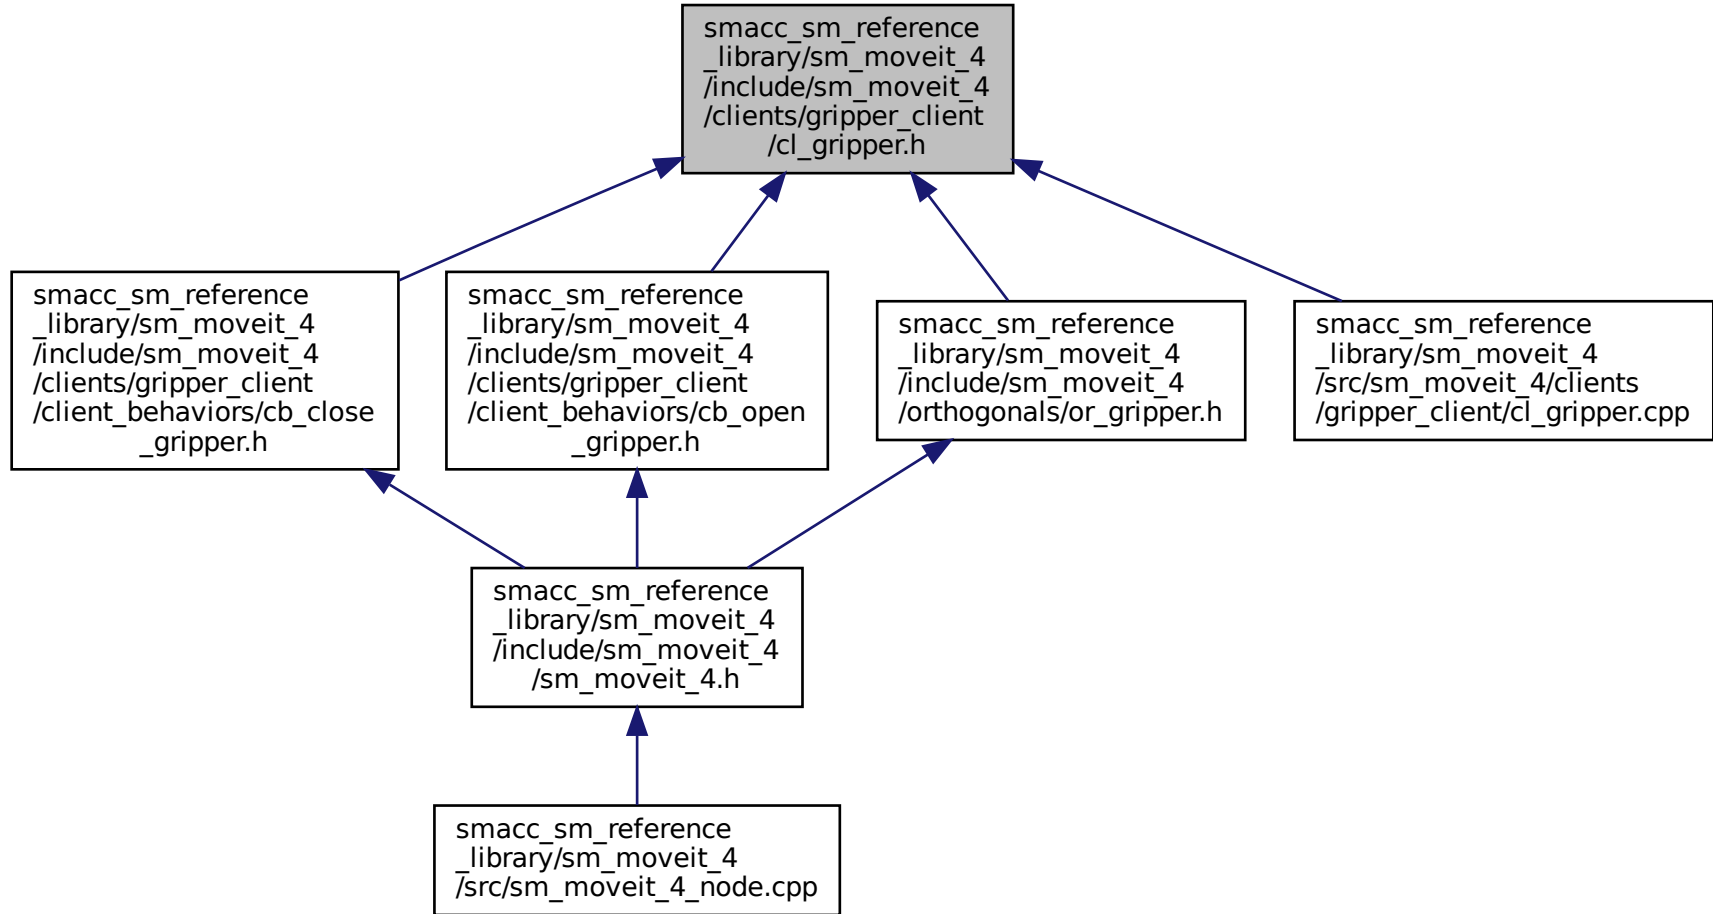 smacc_sm_reference
_library/sm_moveit_4
/include/sm_moveit_4
/clients/gripper_client
/cl_gripper.h
smacc_sm_reference
_library/sm_moveit_4
/include/sm_moveit_4
/clients/gripper_client
/client_behaviors/cb_close
_gripper.h
smacc_sm_reference
_library/sm_moveit_4
/include/sm_moveit_4
/clients/gripper_client
/client_behaviors/cb_open
_gripper.h
smacc_sm_reference
_library/sm_moveit_4
/include/sm_moveit_4
/orthogonals/or_gripper.h
smacc_sm_reference
_library/sm_moveit_4
/src/sm_moveit_4/clients
/gripper_client/cl_gripper.cpp
smacc_sm_reference
_library/sm_moveit_4
/include/sm_moveit_4
/sm_moveit_4.h
smacc_sm_reference
_library/sm_moveit_4
/src/sm_moveit_4_node.cpp